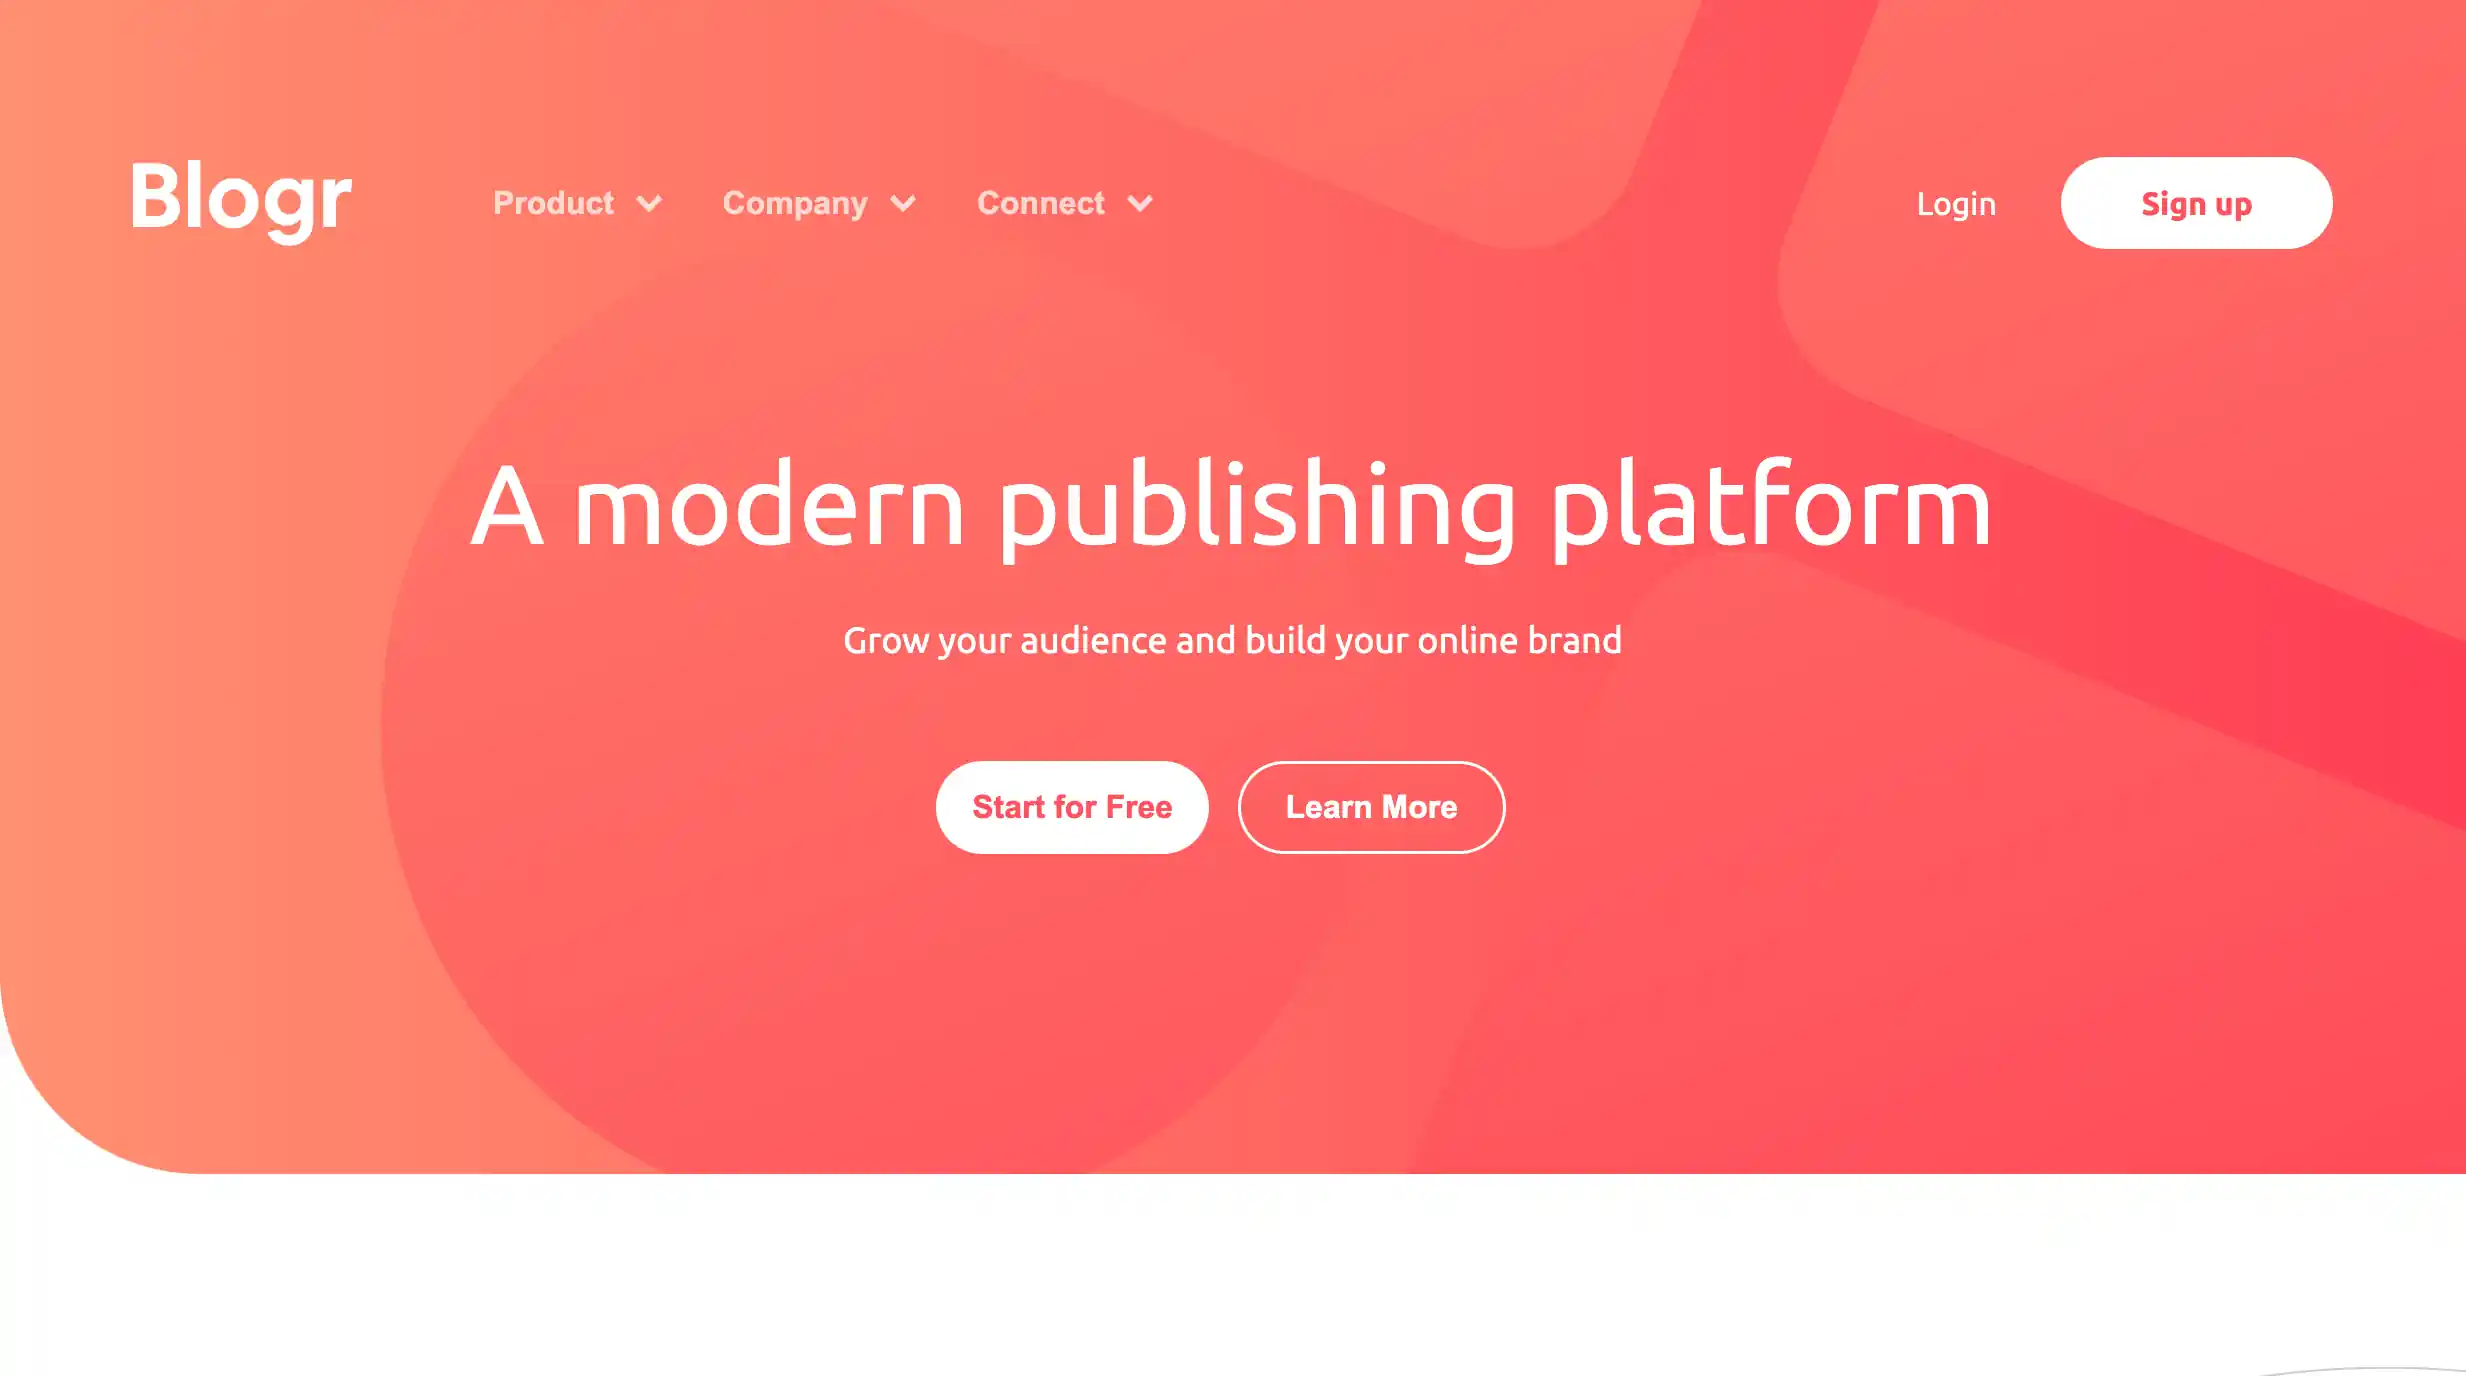 Blogr Product Company Connect Login Sign up
A modern publishing platform
Grow your audience and build your online brand
Start for Free Learn More